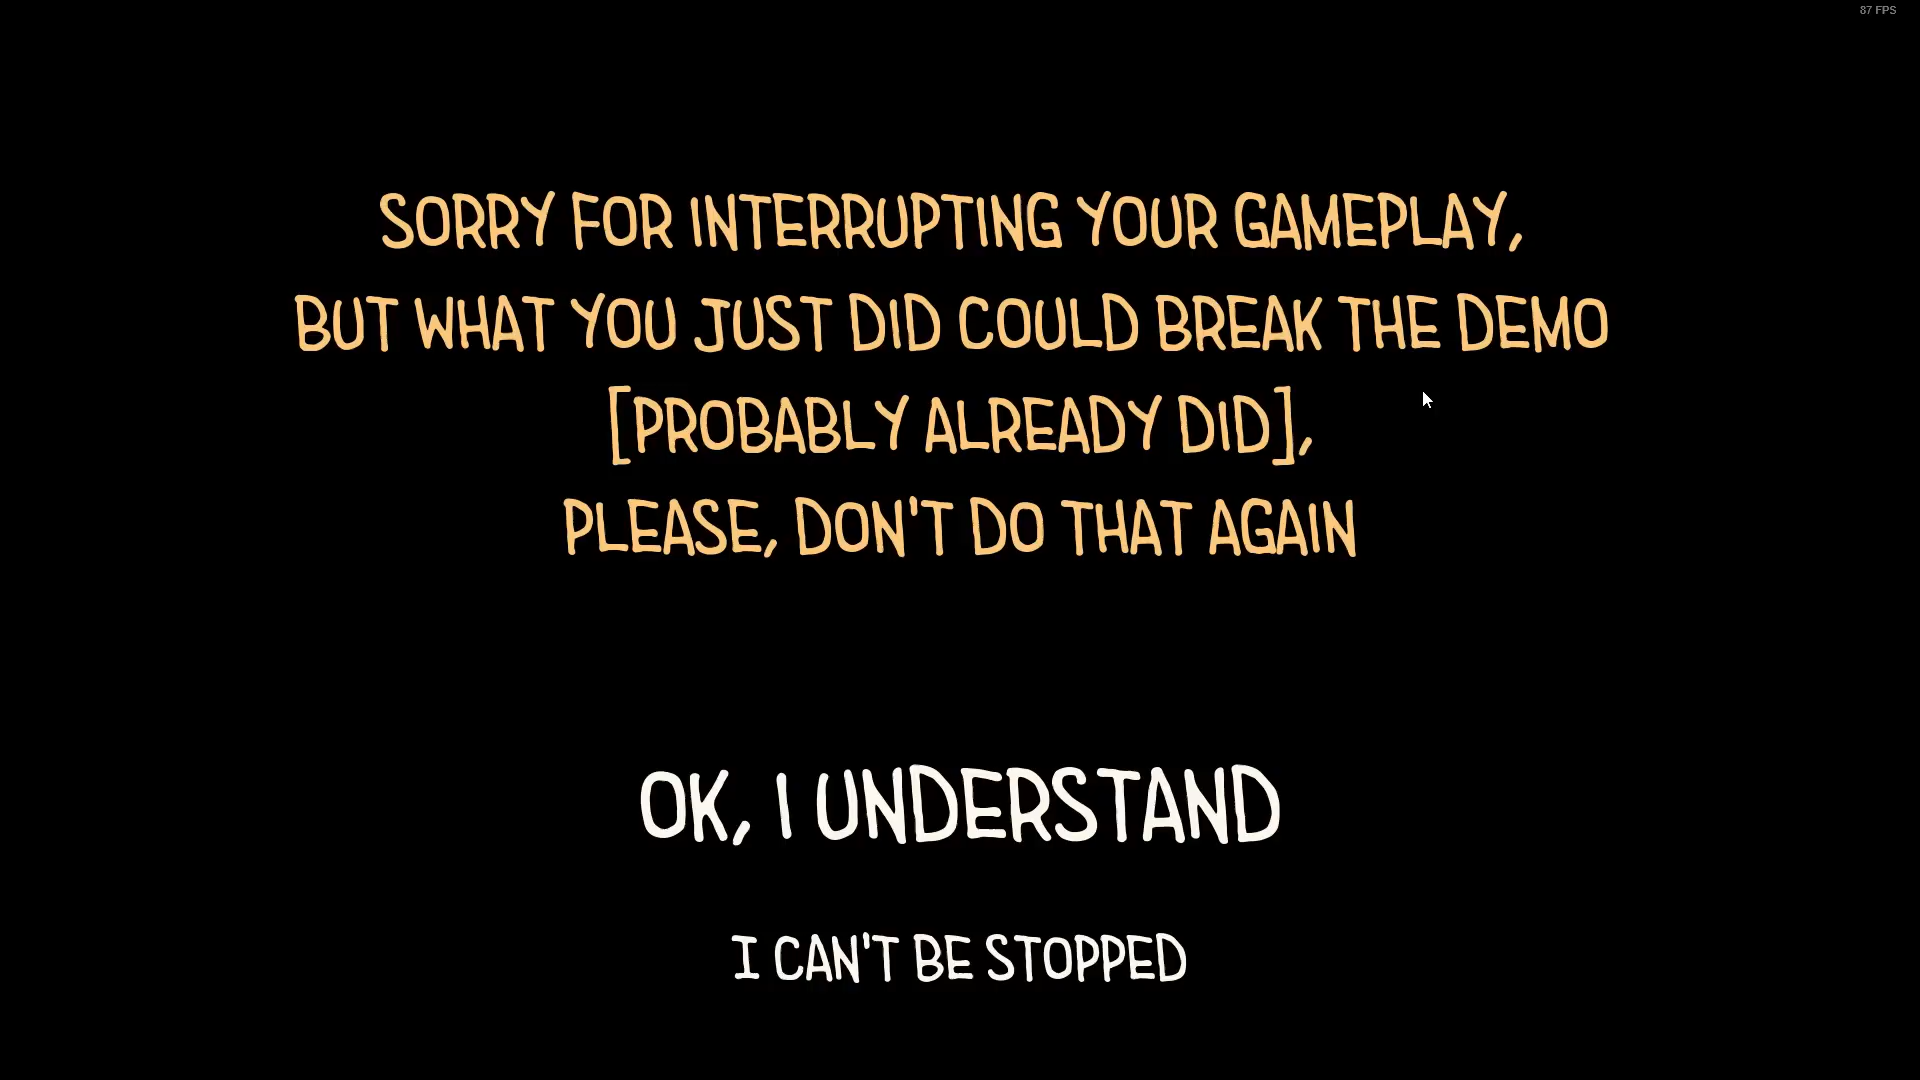 87 FPS
SORRY FOR INTERRUPTING YOUR GAMEPLAY,
BUT WHAT YOU JUST DID COULD BREAK THE DEMO
[PROBABLY ALREADY DID],
PLEASE, DON'T DO THAT AGAIN
OK, I UNDERSTAND
I CAN'T BE STOPPED